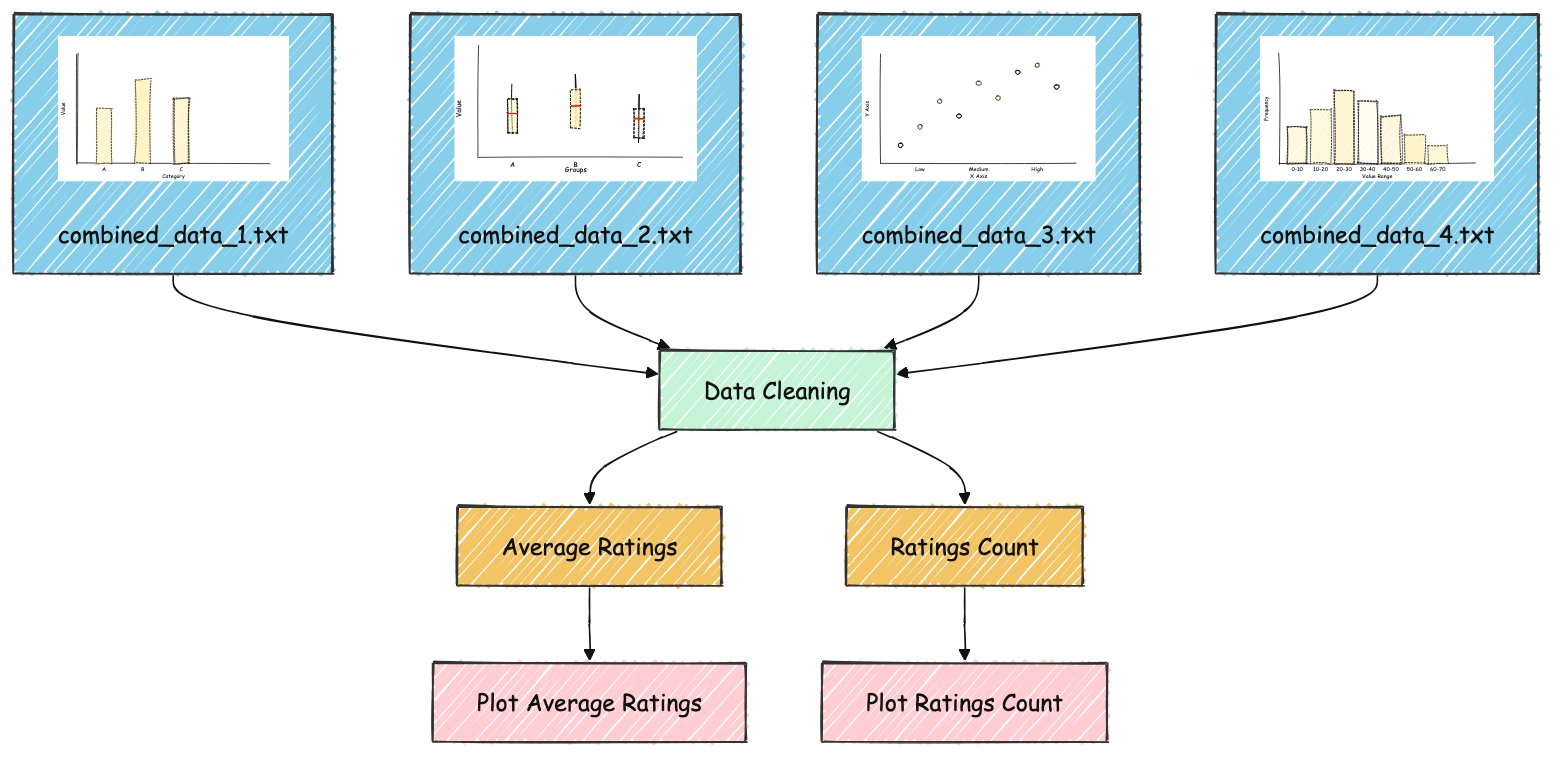 Value
A B C
Category
combined_data_1.txt
Value
A B C
Groups
combined_data_2.txt
Y Axis
Low Medium High
X Axis
combined_data_3.txt
Frequency
0-10 10-20 20-30 30-40 40-50 50-60 60-70
Value Range
combined_data_4.txt
Data Cleaning
Average Ratings
Ratings Count
Plot Average Ratings
Plot Ratings Count